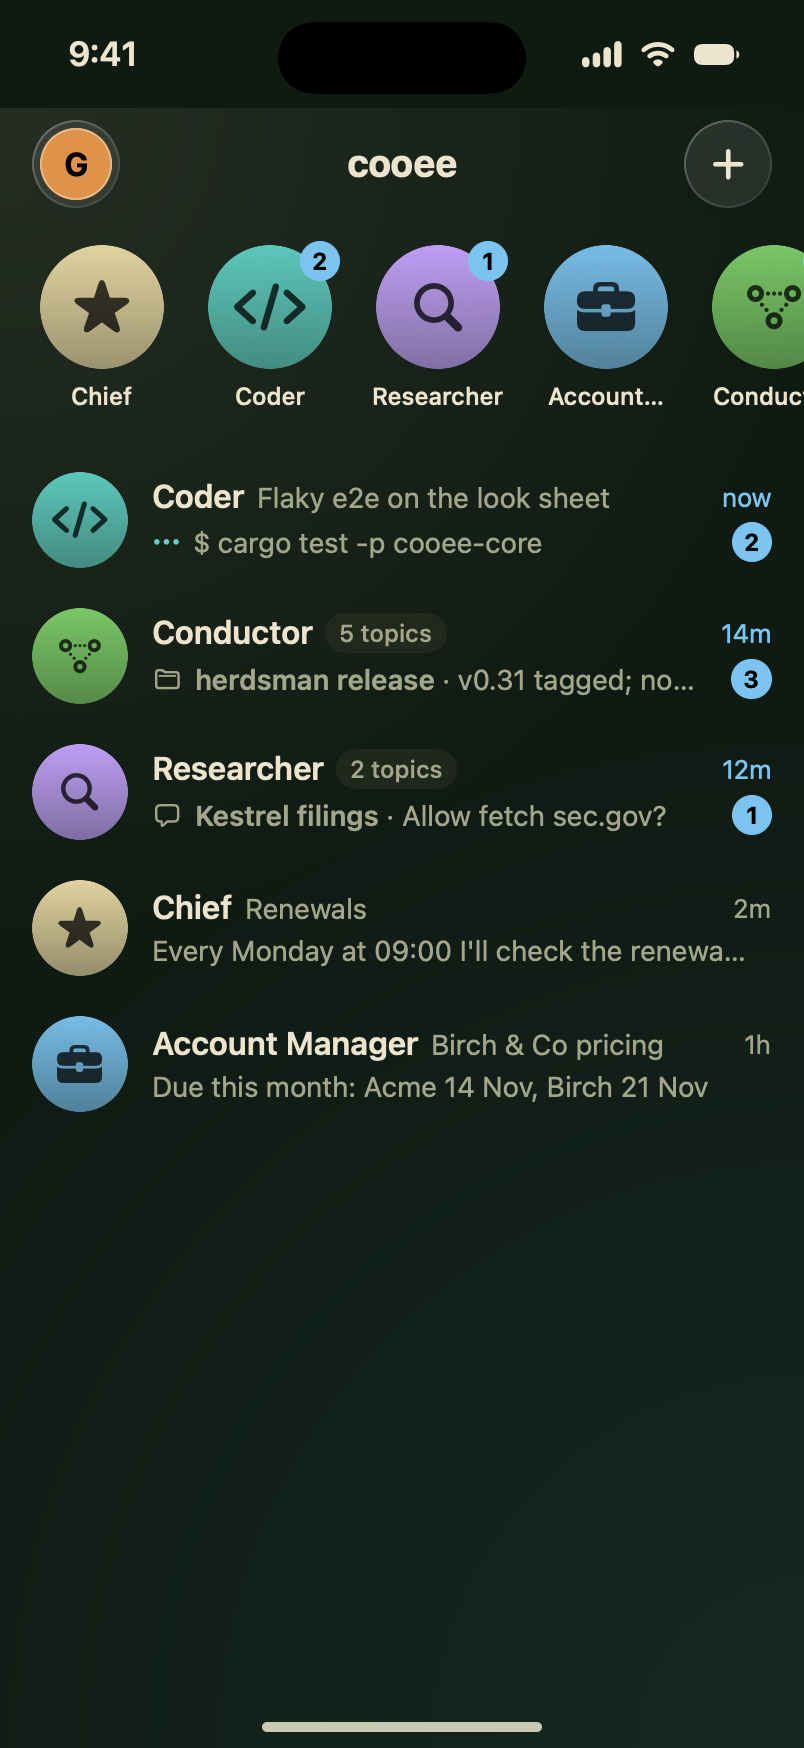 9:41
G
cooee
2
1
Chief
Coder
Researcher
Account...
Conduc
Coder Flaky e2e on the look sheet now
$ cargo test -p cooee-core 2
Conductor 5 topics 14m
herdsman release · v0.31 tagged; no... 3
Researcher 2 topics 12m
Kestrel filings · Allow fetch sec.gov? 1
Chief Renewals 2m
Every Monday at 09:00 I'll check the renewa...
Account Manager Birch & Co pricing 1h
Due this month: Acme 14 Nov, Birch 21 Nov